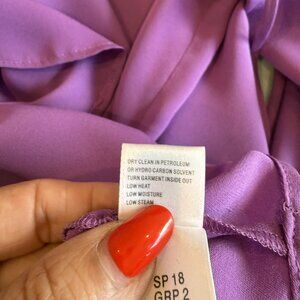 DRY CLEAN IN PETROLEUM
OR HYDRO CARBON SOLVENT
TURN GARMENT INSIDE OUT
LOW HEAT
LOW MOISTURE
LOW STEAM
SP 18
GRP 2